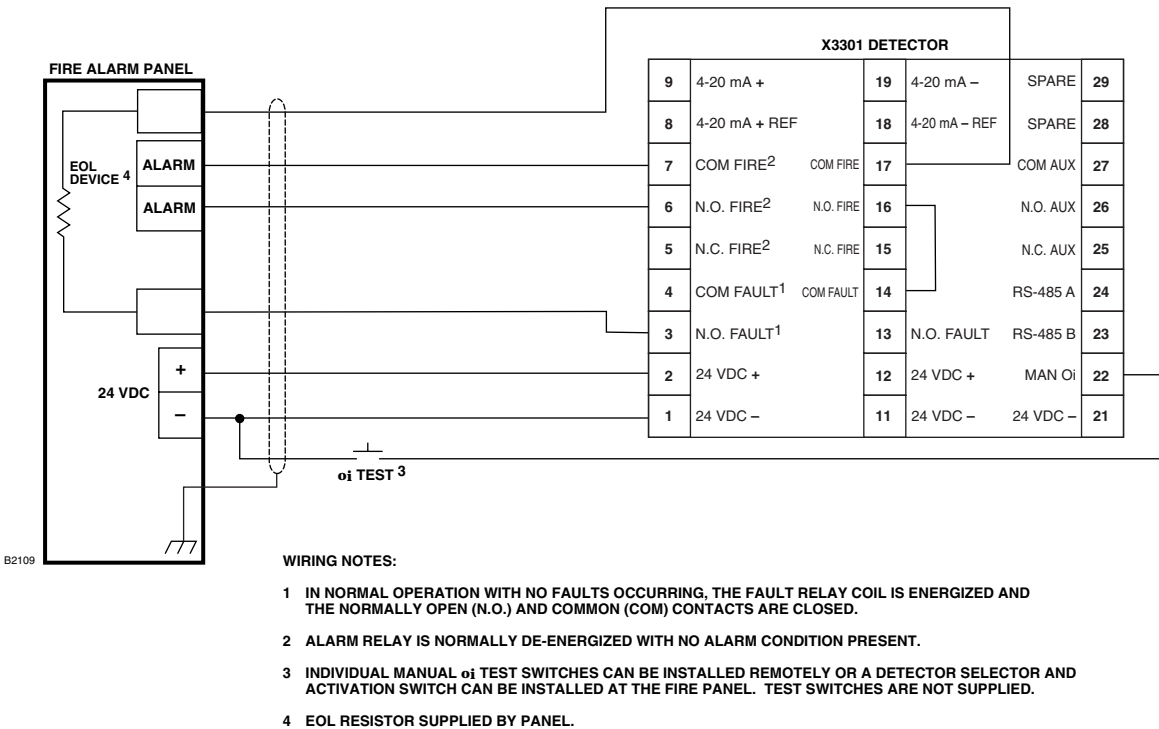 X3301 DETECTOR
FIRE ALARM PANEL
EOL DEVICE 4
ALARM
ALARM
24 VDC
+
–
oi TEST 3
9 4-20 mA + 19 4-20 mA – SPARE 29
8 4-20 mA + REF 18 4-20 mA – REF SPARE 28
7 COM FIRE2 COM FIRE 17 COM AUX 27
6 N.O. FIRE2 N.O. FIRE 16 N.O. AUX 26
5 N.C. FIRE2 N.C. FIRE 15 N.C. AUX 25
4 COM FAULT1 COM FAULT 14 RS-485 A 24
3 N.O. FAULT1 13 N.O. FAULT RS-485 B 23
2 24 VDC + 12 24 VDC + MAN Oi 22
1 24 VDC – 11 24 VDC – 24 VDC – 21
B2109
WIRING NOTES:
1 IN NORMAL OPERATION WITH NO FAULTS OCCURRING, THE FAULT RELAY COIL IS ENERGIZED AND
THE NORMALLY OPEN (N.O.) AND COMMON (COM) CONTACTS ARE CLOSED.
2 ALARM RELAY IS NORMALLY DE-ENERGIZED WITH NO ALARM CONDITION PRESENT.
3 INDIVIDUAL MANUAL oi TEST SWITCHES CAN BE INSTALLED REMOTELY OR A DETECTOR SELECTOR AND
ACTIVATION SWITCH CAN BE INSTALLED AT THE FIRE PANEL. TEST SWITCHES ARE NOT SUPPLIED.
4 EOL RESISTOR SUPPLIED BY PANEL.